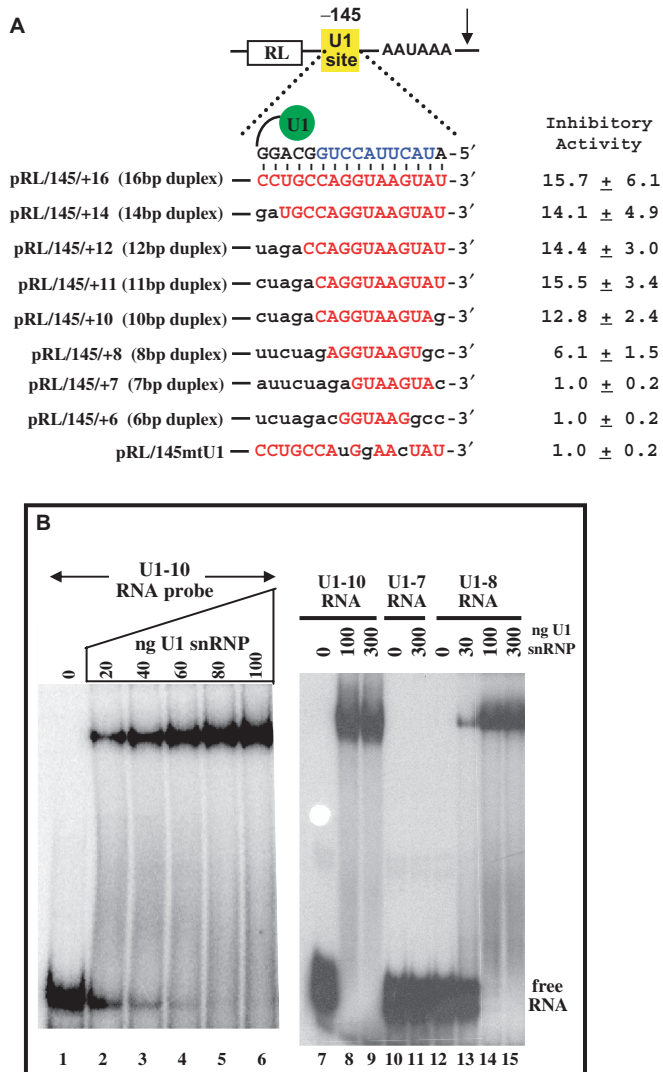 A
–145
RL
U1
site
AAUAAA
U1
GGACGGUCCAUUCAUA-5′
Inhibitory
Activity
pRL/145/+16 (16bp duplex) CCUGCCAGGUAAGUAU-3′ 15.7 ± 6.1
pRL/145/+14 (14bp duplex) gaUGCCAGGUAAGUAU-3′ 14.1 ± 4.9
pRL/145/+12 (12bp duplex) uagaCCAGGUAAGUAU-3′ 14.4 ± 3.0
pRL/145/+11 (11bp duplex) cuagaCAGGUAAGUAU-3′ 15.5 ± 3.4
pRL/145/+10 (10bp duplex) cuagaCAGGUAAGUAg-3′ 12.8 ± 2.4
pRL/145/+8 (8bp duplex) uucuagAGGUAAGUgc-3′ 6.1 ± 1.5
pRL/145/+7 (7bp duplex) auucuagaGUAAGUAc-3′ 1.0 ± 0.2
pRL/145/+6 (6bp duplex) ucuagacGGUAAGgcc-3′ 1.0 ± 0.2
pRL/145mtU1 CCUGCCAuGgAAcUAU-3′ 1.0 ± 0.2
B
U1-10
RNA probe
ng U1 snRNP
0 20 40 60 80 100
U1-10 U1-7 U1-8
RNA RNA RNA
0 100 300 0 300 0 30 100 300
ng U1
snRNP
free
RNA
1 2 3 4 5 6 7 8 9 10 11 12 13 14 15